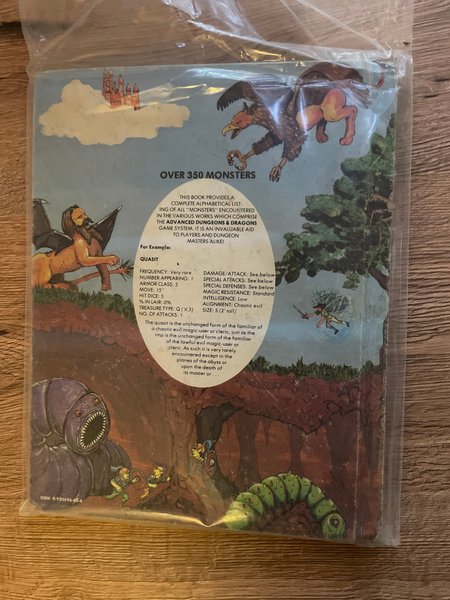 OVER 350 MONSTERS
THIS BOOK PROVIDES A
COMPLETE ALPHABETICAL LIST-
ING OF ALL "MONSTERS" ENCOUNTERED
IN THE VARIOUS WORKS WHICH COMPRISE
THE ADVANCED DUNGEONS & DRAGONS
GAME SYSTEM. IT IS AN INVALUABLE AID
TO PLAYERS AND DUNGEON
MASTERS ALIKE!
For Example:
QUASIT
FREQUENCY: Very rare
NUMBER APPEARING: 1
ARMOR CLASS: 2
MOVE: 15"
HIT DICE: 3
% IN LAIR: 0%
TREASURE TYPE: Q (×3)
NO. OF ATTACKS: 1
DAMAGE/ATTACK: See below
SPECIAL ATTACKS: See below
SPECIAL DEFENSES: See below
MAGIC RESISTANCE: Standard
INTELLIGENCE: Low
ALIGNMENT: Chaotic evil
SIZE: S (2' tall)
The quasit is the unchanged form of the familiar of
a chaotic evil magic-user or cleric, just as the
imp is the unchanged form of the familiar
of the lawful evil magic-user or
cleric. As such it is very rarely
encountered except in the
planes of the abyss or
upon the death of
its master or . . .